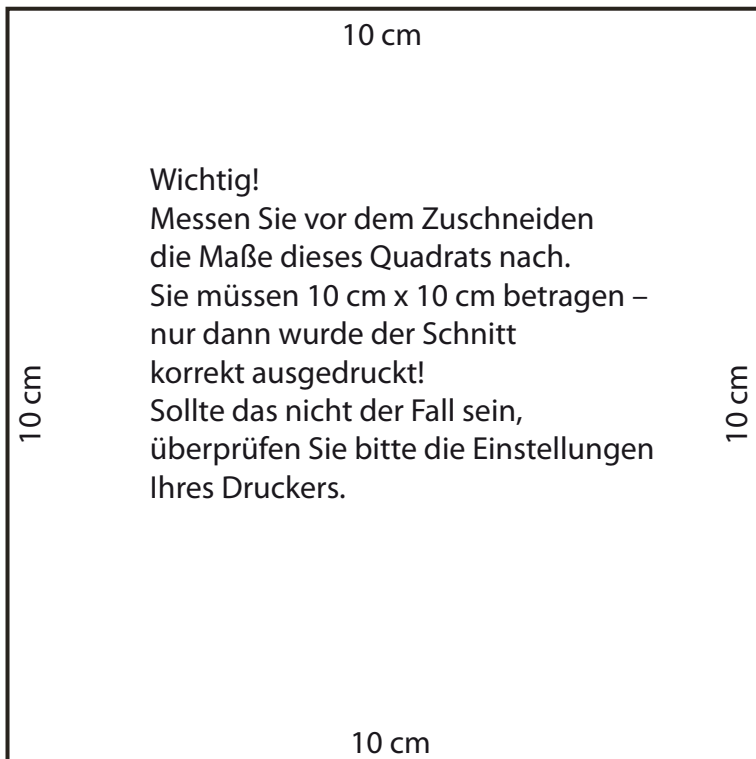 10 cm
Wichtig!
Messen Sie vor dem Zuschneiden
die Maße dieses Quadrats nach.
Sie müssen 10 cm x 10 cm betragen –
nur dann wurde der Schnitt
korrekt ausgedruckt!
Sollte das nicht der Fall sein,
überprüfen Sie bitte die Einstellungen
Ihres Druckers.
10 cm
10 cm
10 cm